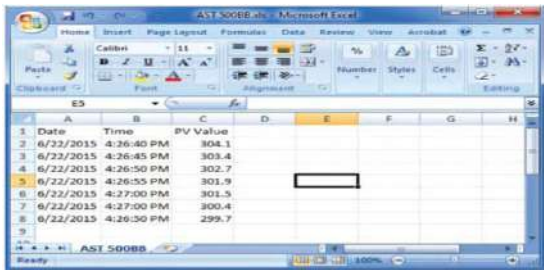 AST 500BB.xls - Microsoft Excel
Home Insert Page Layout Formulas Data Review View Acrobat
Paste
Calibri 11
B I U A A
Number Styles Cells
Clipboard Font Alignment Editing
E5 fx
A B C D E F G H
1 Date Time PV Value
2 6/22/2015 4:26:40 PM 304.1
3 6/22/2015 4:26:45 PM 303.4
4 6/22/2015 4:26:50 PM 302.7
5 6/22/2015 4:26:55 PM 301.9
6 6/22/2015 4:27:00 PM 301.5
7 6/22/2015 4:27:00 PM 300.4
8 6/22/2015 4:26:50 PM 299.7
9
AST 500BB
Ready 100%